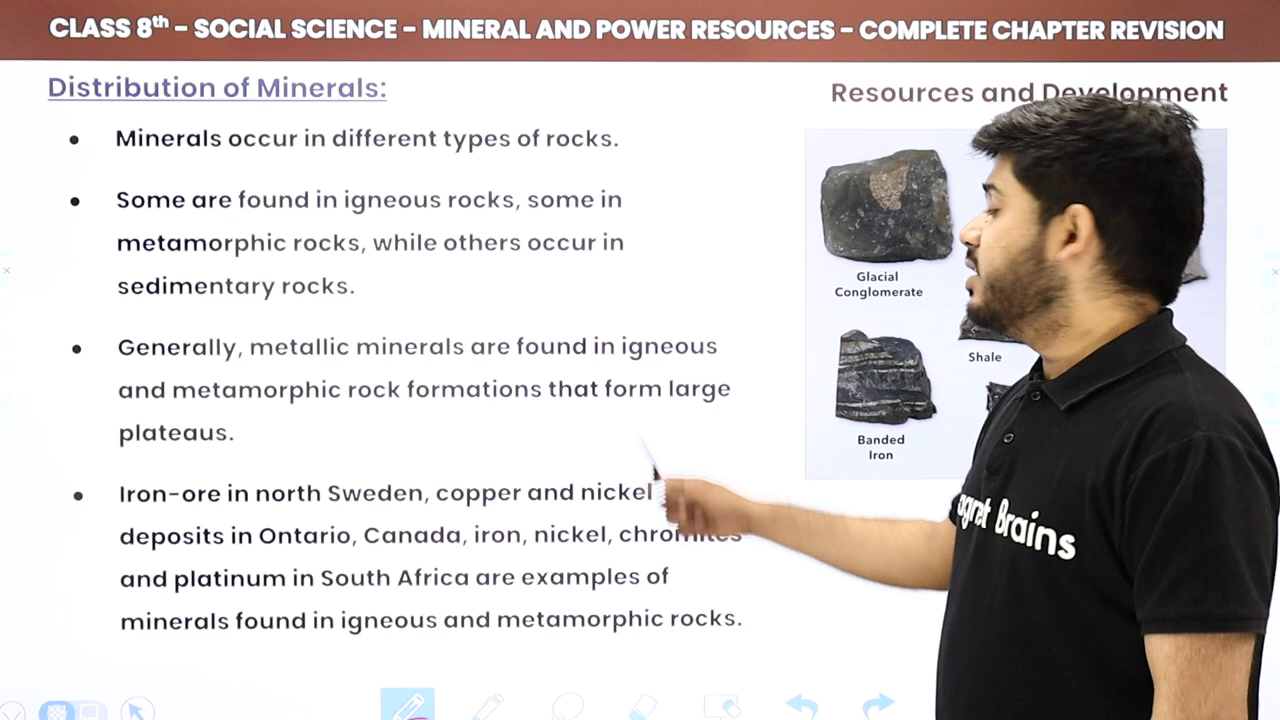 CLASS 8th – SOCIAL SCIENCE – MINERAL AND POWER RESOURCES – COMPLETE CHAPTER REVISION
Distribution of Minerals:
• Minerals occur in different types of rocks.
• Some are found in igneous rocks, some in
metamorphic rocks, while others occur in
sedimentary rocks.
• Generally, metallic minerals are found in igneous
and metamorphic rock formations that form large
plateaus.
• Iron-ore in north Sweden, copper and nickel
deposits in Ontario, Canada, iron, nickel,
and platinum in South Africa are examples of
minerals found in igneous and metamorphic rocks.
Resources and Development
Glacial
Conglomerate
Shale
Banded
Iron
Brains